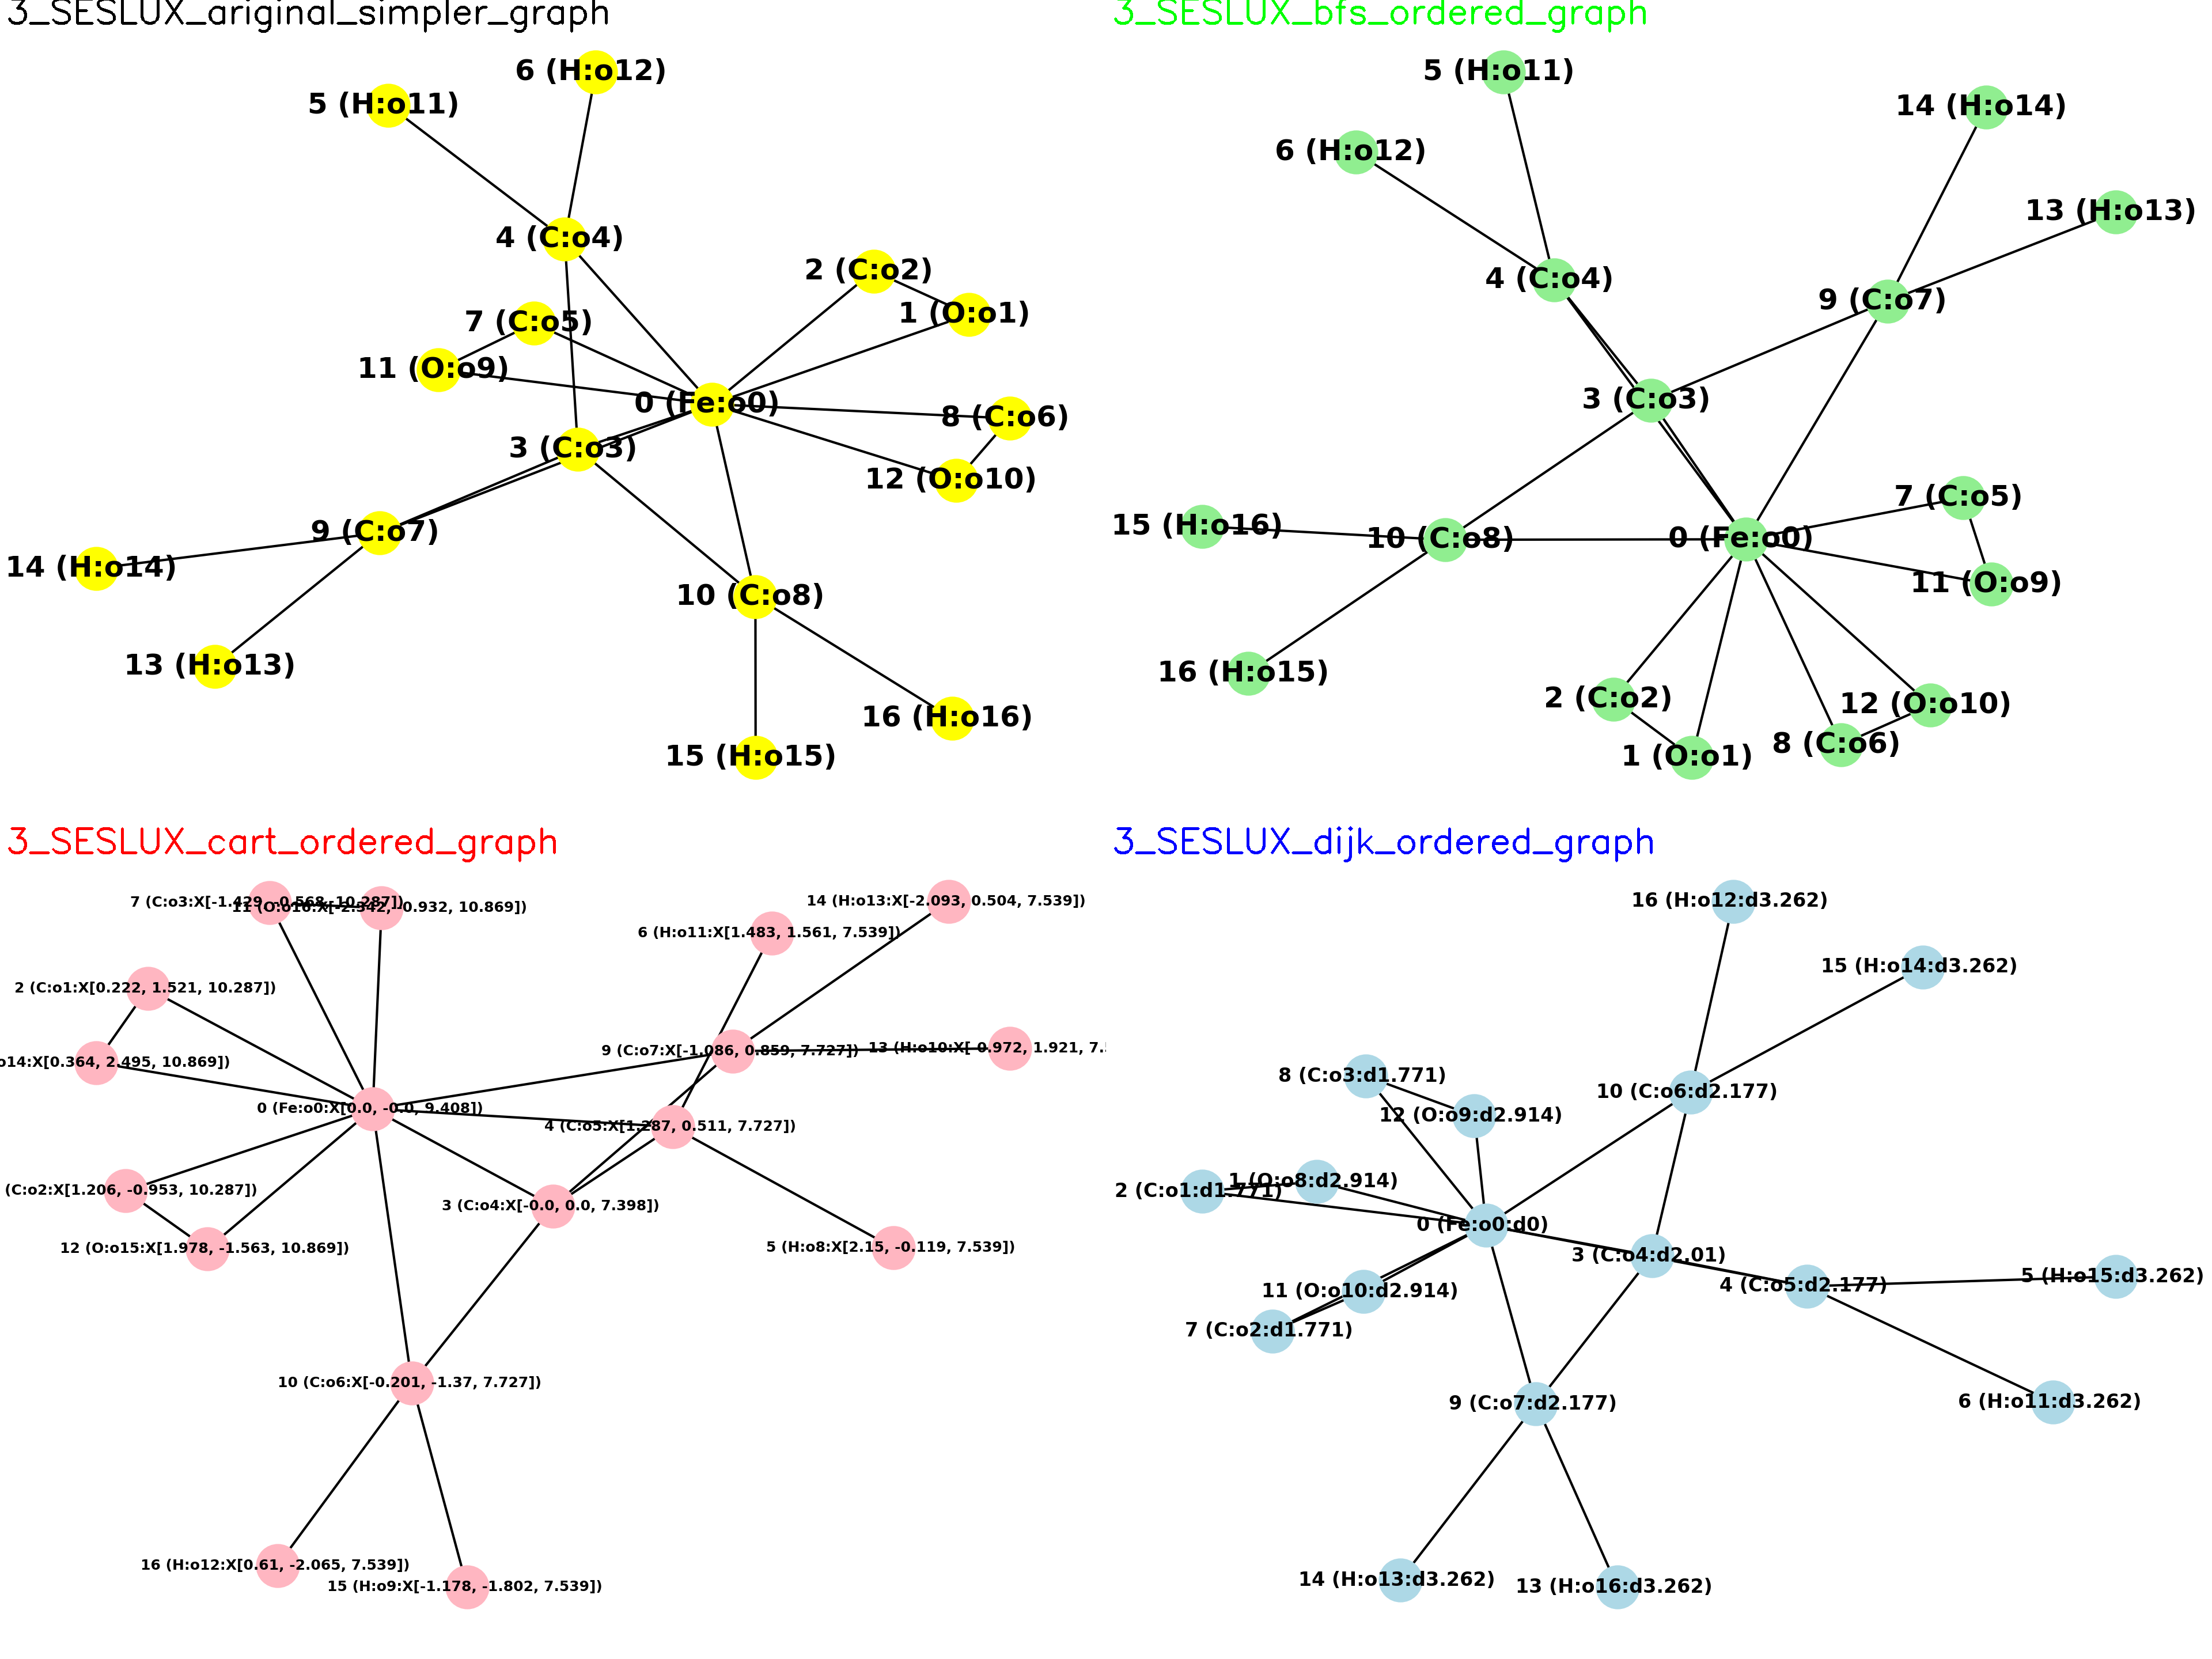 3_SESLUX_ariginal_simpler_graph
6 (H:o12)
5 (H:o11)
4 (C:o4)
2 (C:o2)
1 (O:o1)
7 (C:o5)
11 (O:o9)
0 (Fe:o0)
8 (C:o6)
3 (C:o3)
12 (O:o10)
9 (C:o7)
14 (H:o14)
10 (C:o8)
13 (H:o13)
16 (H:o16)
15 (H:o15)
3_SESLUX_bfs_ordered_graph
5 (H:o11)
14 (H:o14)
6 (H:o12)
13 (H:o13)
4 (C:o4)
9 (C:o7)
3 (C:o3)
7 (C:o5)
15 (H:o16)
10 (C:o8)
0 (Fe:o0)
11 (O:o9)
16 (H:o15)
2 (C:o2)
12 (O:o10)
8 (C:o6)
1 (O:o1)
3_SESLUX_cart_ordered_graph
7 (C:o3:X[-1.429, -0.568, 10.287])
11 (O:o16:X[-2.342, -0.932, 10.869])
14 (H:o13:X[-2.093, 0.504, 7.539])
6 (H:o11:X[1.483, 1.561, 7.539])
2 (C:o1:X[0.222, 1.521, 10.287])
9 (C:o7:X[-1.086, 0.859, 7.727])
13 (H:o10:X[-0.972, 1.921, 7.
o14:X[0.364, 2.495, 10.869])
0 (Fe:o0:X[0.0, -0.0, 9.408])
4 (C:o5:X[1.287, 0.511, 7.727])
(C:o2:X[1.206, -0.953, 10.287])
3 (C:o4:X[-0.0, 0.0, 7.398])
12 (O:o15:X[1.978, -1.563, 10.869])
5 (H:o8:X[2.15, -0.119, 7.539])
10 (C:o6:X[-0.201, -1.37, 7.727])
16 (H:o12:X[0.61, -2.065, 7.539])
15 (H:o9:X[-1.178, -1.802, 7.539])
3_SESLUX_dijk_ordered_graph
16 (H:o12:d3.262)
15 (H:o14:d3.262)
8 (C:o3:d1.771)
10 (C:o6:d2.177)
12 (O:o9:d2.914)
1 (O:o8:d2.914)
2 (C:o1:d1.771)
0 (Fe:o0:d0)
3 (C:o4:d2.01)
5 (H:o15:d3.262)
4 (C:o5:d2.177)
11 (O:o10:d2.914)
7 (C:o2:d1.771)
9 (C:o7:d2.177)
6 (H:o11:d3.262)
14 (H:o13:d3.262)
13 (H:o16:d3.262)